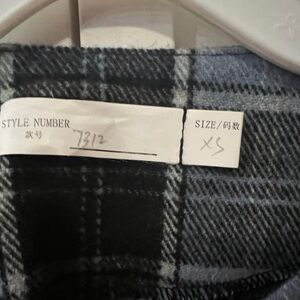 STYLE NUMBER
款号 7312
SIZE/码数
XS